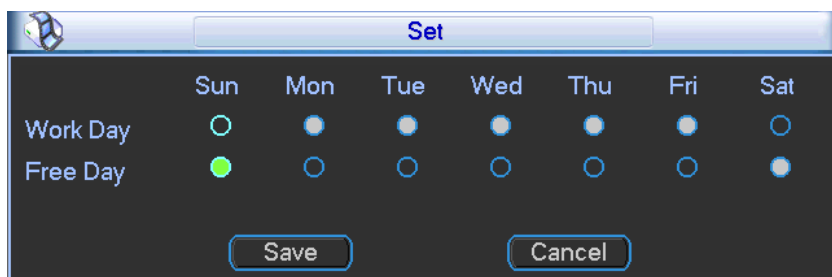 Set
Sun Mon Tue Wed Thu Fri Sat
Work Day
Free Day
Save Cancel